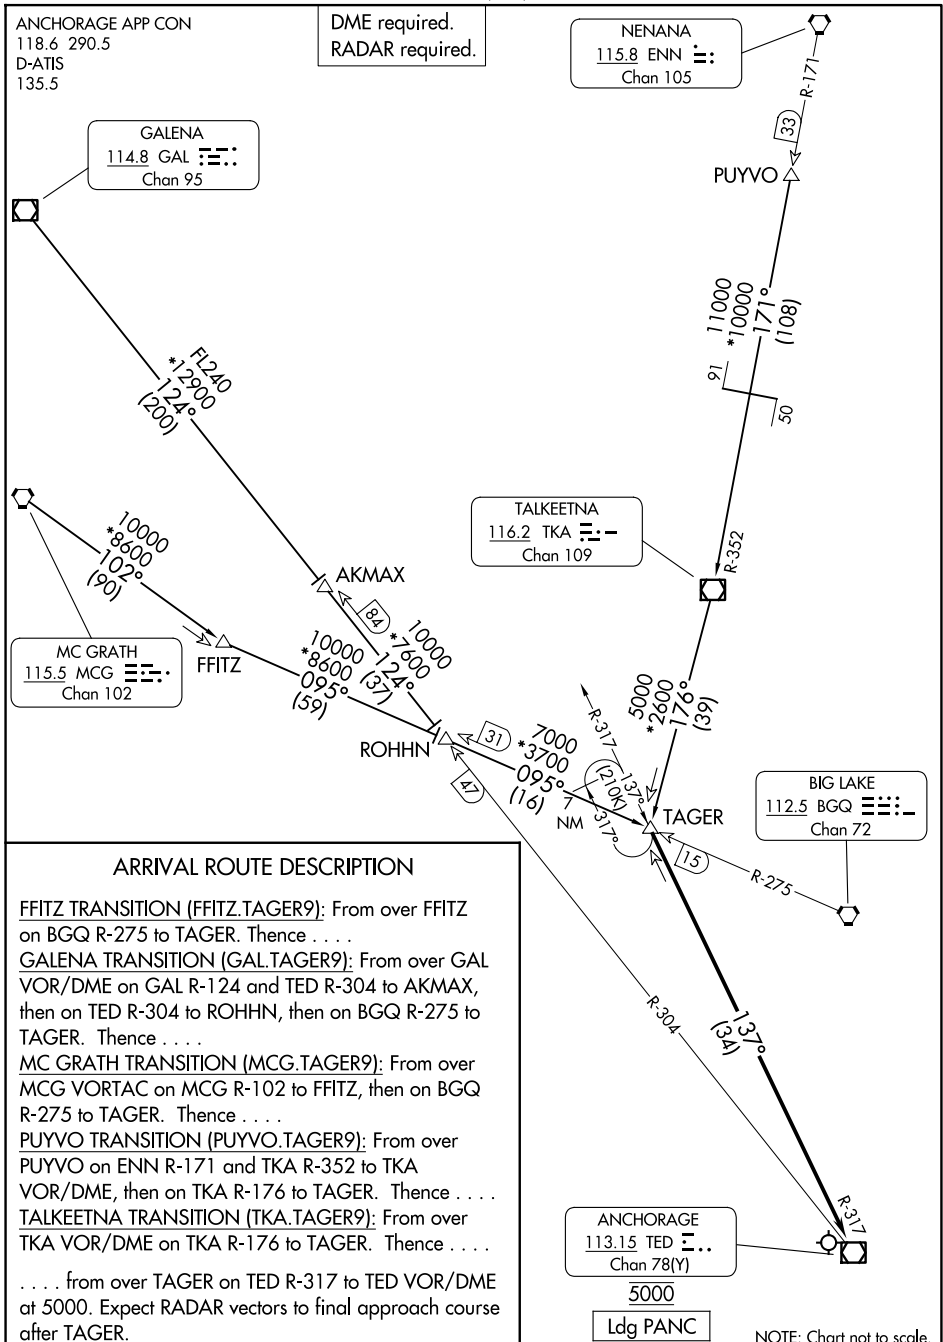 ANCHORAGE APP CON
118.6 290.5
D-ATIS
135.5
DME required.
RADAR required.
NENANA
115.8 ENN
Chan 105
R-171
33
PUYVO
GALENA
114.8 GAL
Chan 95
11000
*10000
171°
(108)
91
50
FL240
*12900
124°
(200)
TALKEETNA
116.2 TKA
Chan 109
R-352
10000
*8600
102°
(90)
AKMAX
84
MC GRATH
115.5 MCG
Chan 102
FFITZ
10000
*7600
124°
(37)
10000
*8600
095°
(59)
5000
*2600
176°
(39)
ROHHN
31
47
7000
*3700
095°
(16)
R-317
137°
(210K)
317°
7
NM
TAGER
15
R-275
BIG LAKE
112.5 BGQ
Chan 72
R-304
137°
(34)
R-317
ARRIVAL ROUTE DESCRIPTION
FFITZ TRANSITION (FFITZ.TAGER9): From over FFITZ
on BGQ R-275 to TAGER. Thence . . . .
GALENA TRANSITION (GAL.TAGER9): From over GAL
VOR/DME on GAL R-124 and TED R-304 to AKMAX,
then on TED R-304 to ROHHN, then on BGQ R-275 to
TAGER. Thence . . . .
MC GRATH TRANSITION (MCG.TAGER9): From over
MCG VORTAC on MCG R-102 to FFITZ, then on BGQ
R-275 to TAGER. Thence . . . .
PUYVO TRANSITION (PUYVO.TAGER9): From over
PUYVO on ENN R-171 and TKA R-352 to TKA
VOR/DME, then on TKA R-176 to TAGER. Thence . . . .
TALKEETNA TRANSITION (TKA.TAGER9): From over
TKA VOR/DME on TKA R-176 to TAGER. Thence . . . .
. . . . from over TAGER on TED R-317 to TED VOR/DME
at 5000. Expect RADAR vectors to final approach course
after TAGER.
ANCHORAGE
113.15 TED
Chan 78(Y)
5000
Ldg PANC
NOTE: Chart not to scale.